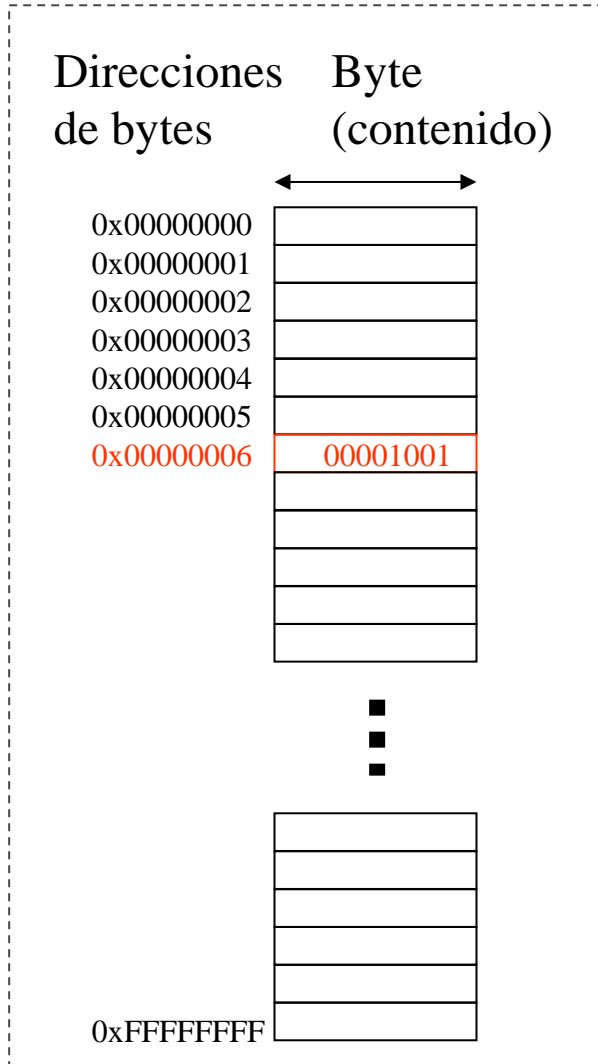 Direcciones Byte
de bytes (contenido)
0x00000000
0x00000001
0x00000002
0x00000003
0x00000004
0x00000005
0x00000006 00001001
0xFFFFFFFF